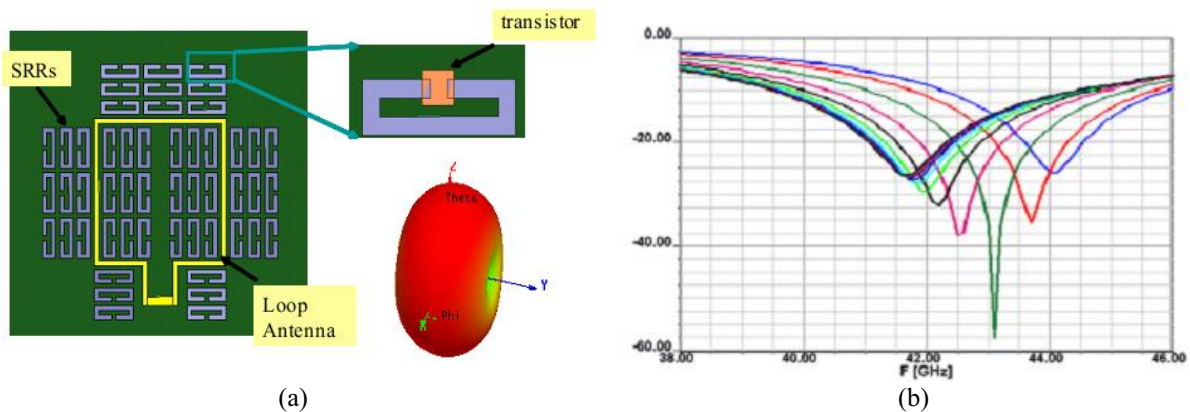 SRRs
transistor
Z
Theta
Y
Phi
X
Loop
Antenna
(a)
0.00
-20.00
-40.00
-60.00
38.00
40.00
42.00
44.00
46.00
F [GHz]
(b)